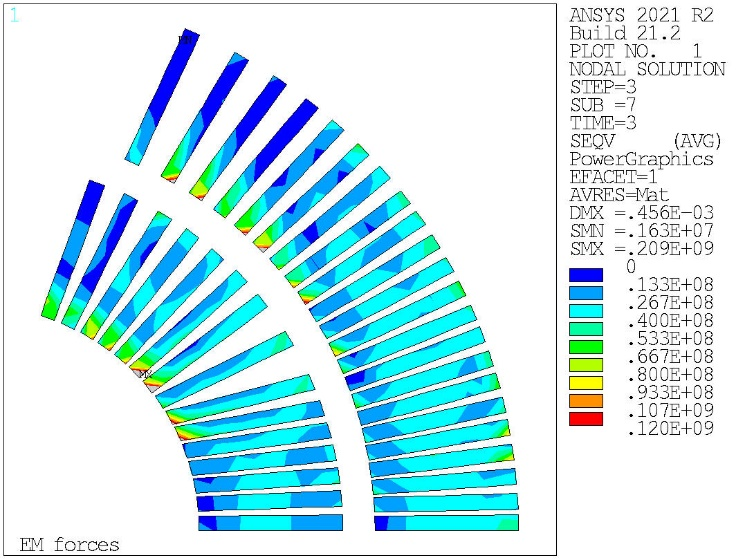 1
ANSYS 2021 R2
Build 21.2
PLOT NO. 1
NODAL SOLUTION
STEP=3
SUB =7
TIME=3
SEQV (AVG)
PowerGraphics
EFACET=1
AVRES=Mat
DMX =.456E-03
SMN =.163E+07
SMX =.209E+09
0
.133E+08
.267E+08
.400E+08
.533E+08
.667E+08
.800E+08
.933E+08
.107E+09
.120E+09
MN
MX
EM forces